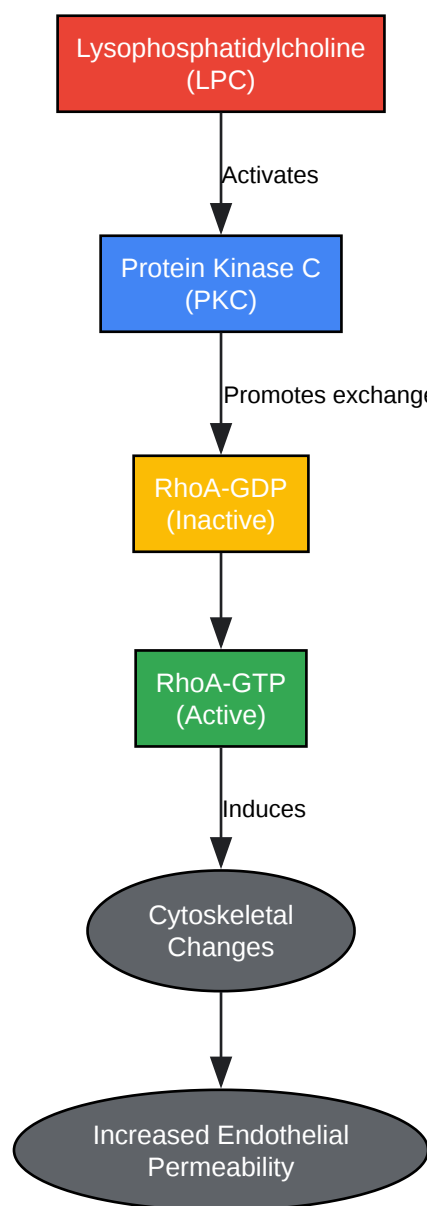 Lysophosphatidylcholine
(LPC)
Activates
Protein Kinase C
(PKC)
Promotes exchange
RhoA-GDP
(Inactive)
RhoA-GTP
(Active)
Induces
Cytoskeletal
Changes
Increased Endothelial
Permeability